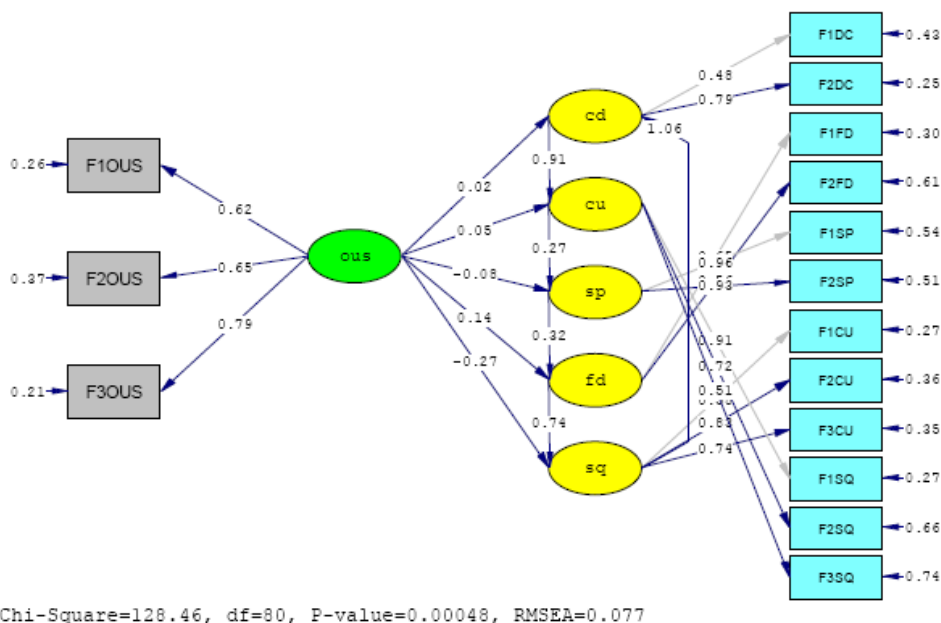 F1DC
0.43
0.48
F2DC
0.25
0.79
cd
1.06
F1FD
0.30
F1OUS
0.26
0.91
F2FD
0.61
0.02
0.62
cu
0.05
F1SP
0.54
0.27
ous
0.65
0.96
-0.08
F2OUS
0.37
sp
0.93
F2SP
0.51
0.14
0.32
F1CU
0.27
0.79
0.91
-0.27
0.72
fd
F2CU
0.36
F3OUS
0.21
0.51
0.74
0.83
F3CU
0.35
0.74
sq
F1SQ
0.27
F2SQ
0.66
F3SQ
0.74
Chi-Square=128.46, df=80, P-value=0.00048, RMSEA=0.077